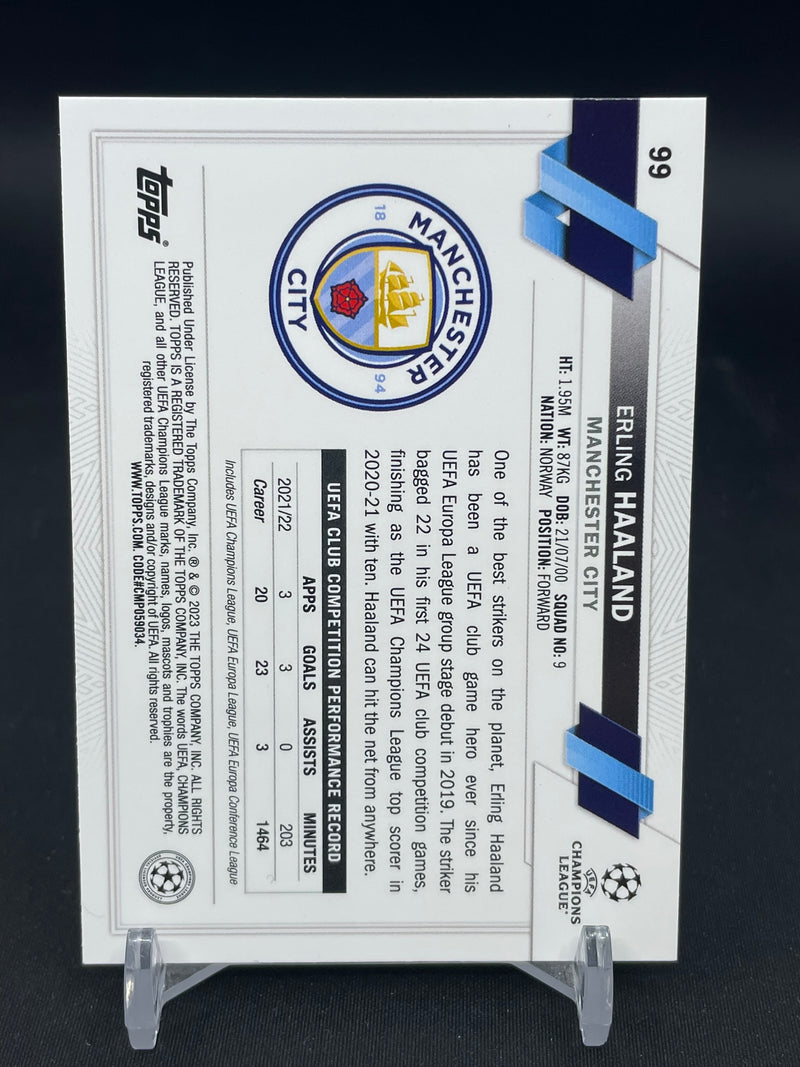 99
ERLING HAALAND
MANCHESTER CITY
HT: 1.95M WT: 87KG DOB: 21/07/00 SQUAD NO: 9
NATION: NORWAY POSITION: FORWARD
UEFA
CHAMPIONS
LEAGUE®
MANCHESTER
18 94
CITY
One of the best strikers on the planet, Erling Haaland
has been a UEFA club game hero ever since his
UEFA Europa League group stage debut in 2019. The striker
bagged 22 in his first 24 UEFA club competition games,
finishing as the UEFA Champions League top scorer in
2020-21 with ten. Haaland can hit the net from anywhere.
UEFA CLUB COMPETITION PERFORMANCE RECORD
APPS GOALS ASSISTS MINUTES
2021/22 3 3 0 203
Career 20 23 3 1464
Includes UEFA Champions League, UEFA Europa League, UEFA Europa Conference League
topps®
Published Under License by The Topps Company, Inc. ® & © 2023 THE TOPPS COMPANY, INC. ALL RIGHTS
RESERVED. TOPPS IS A REGISTERED TRADEMARK OF THE TOPPS COMPANY, INC. The words UEFA, CHAMPIONS
LEAGUE, and all other UEFA Champions League marks, names, logos, mascots and trophies are the property,
registered trademarks, designs and/or copyright of UEFA. All rights reserved.
WWW.TOPPS.COM. CODE#CMP059034.